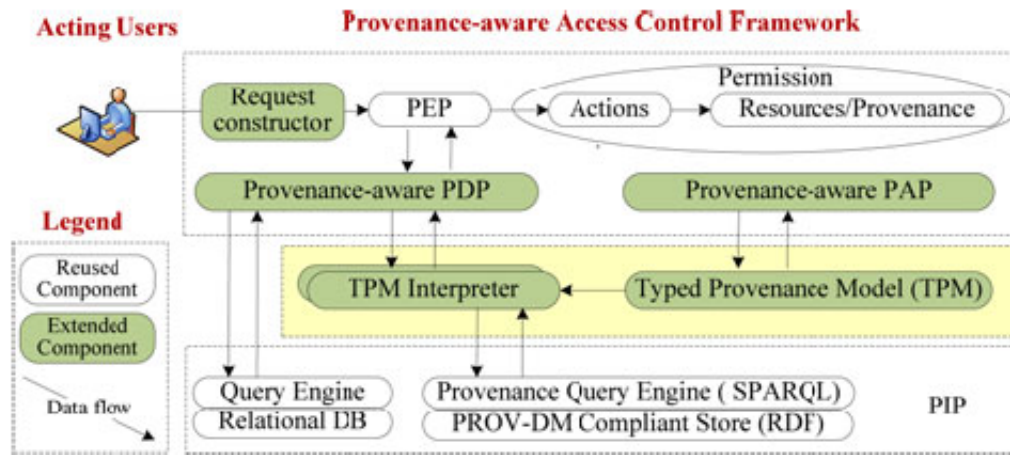 Acting Users
Provenance-aware Access Control Framework
Permission
Request
constructor
PEP
Actions
Resources/Provenance
Provenance-aware PDP
Provenance-aware PAP
Legend
Reused
Component
Extended
Component
Data flow
TPM Interpreter
Typed Provenance Model (TPM)
Query Engine
Relational DB
Provenance Query Engine ( SPARQL)
PROV-DM Compliant Store (RDF)
PIP